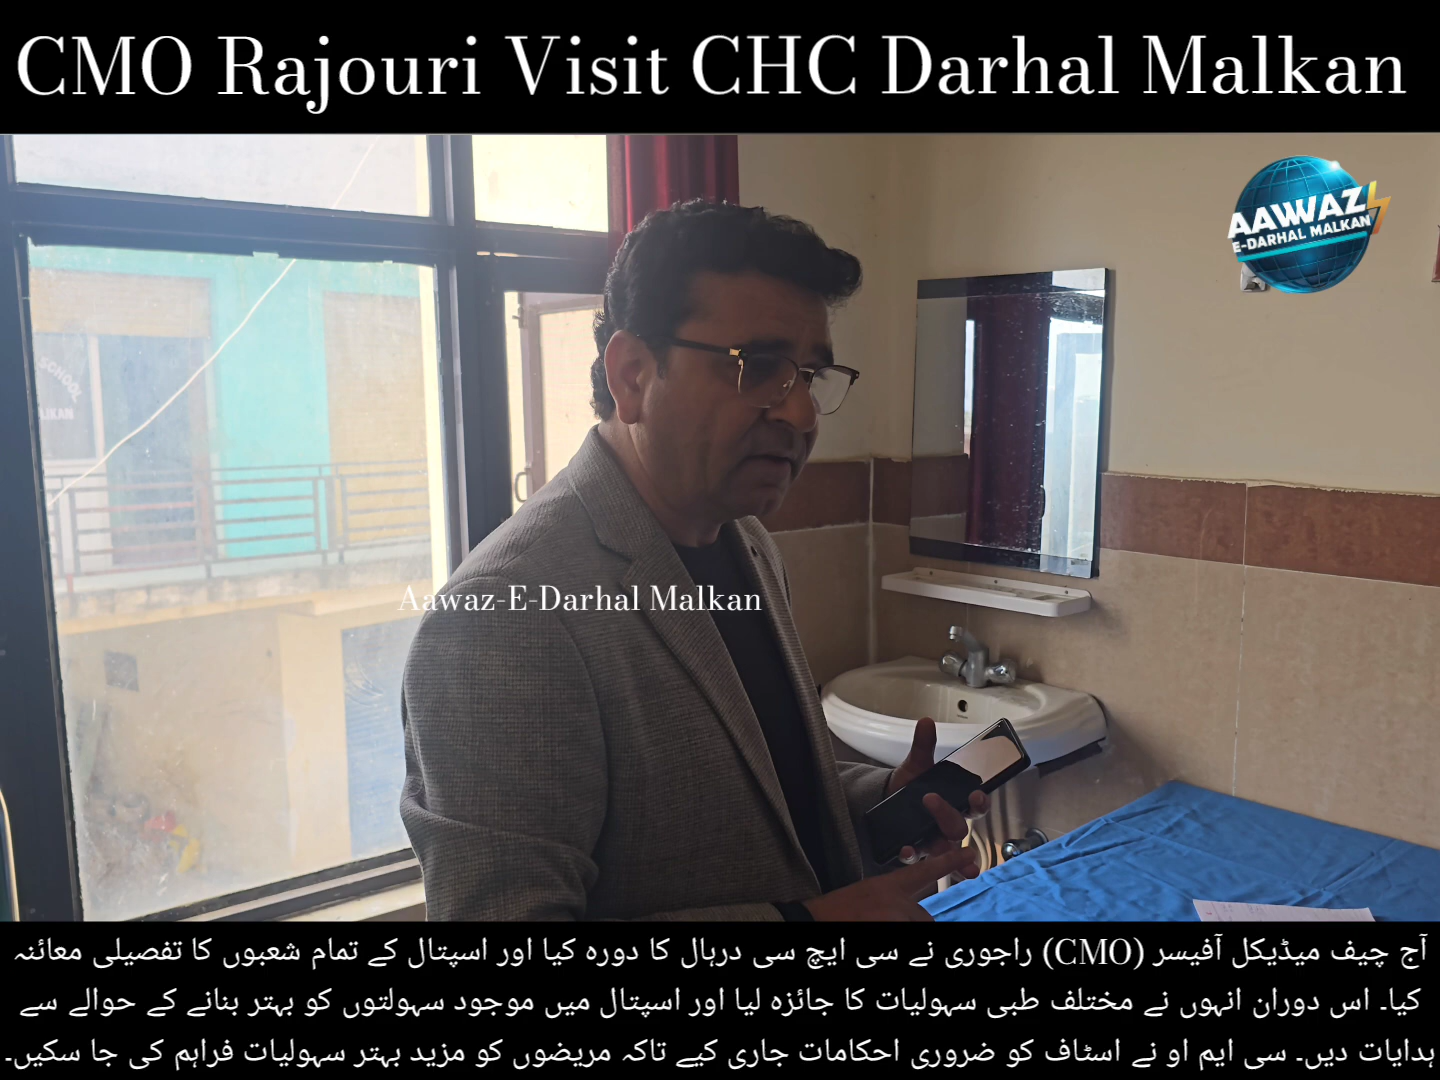 CMO Rajouri Visit CHC Darhal Malkan
AAWAZ
E-DARHAL MALKAN
SCHOOL
LKAN
Aawaz-E-Darhal Malkan
آج چیف میڈیکل آفیسر (CMO) راجوری نے سی ایچ سی درہال کا دورہ کیا اور اسپتال کے تمام شعبوں کا تفصیلی معائنہ
کیا۔ اس دوران انہوں نے مختلف طبی سہولیات کا جائزہ لیا اور اسپتال میں موجود سہولتوں کو بہتر بنانے کے حوالے سے
ہدایات دیں۔ سی ایم او نے اسٹاف کو ضروری احکامات جاری کیے تاکہ مریضوں کو مزید بہتر سہولیات فراہم کی جا سکیں۔